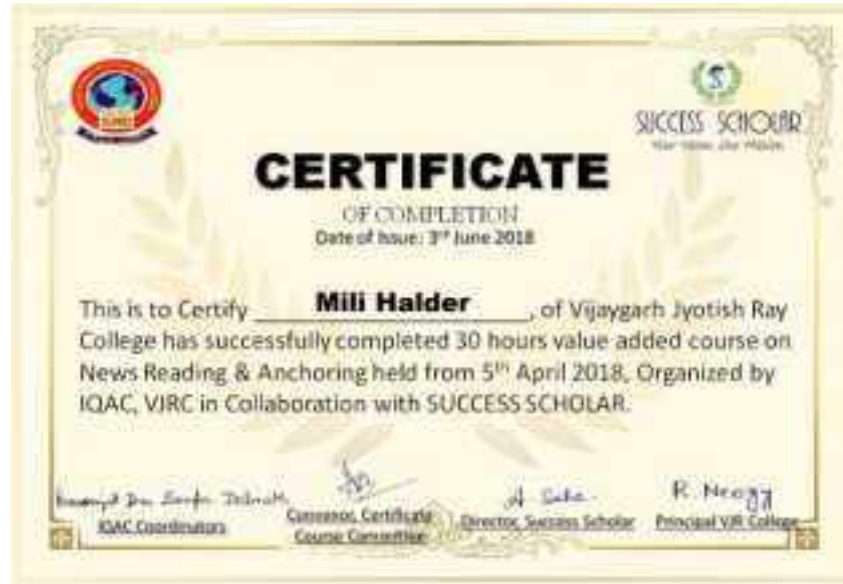 SUCCESS SCHOLAR
CERTIFICATE
OF COMPLETION
Date of Issue: 3rd June 2018
This is to Certify Mili Halder, of Vijaygarh Jyotish Ray
College has successfully completed 30 hours value added course on
News Reading & Anchoring held from 5th April 2018, Organized by
IQAC, VJRC in Collaboration with SUCCESS SCHOLAR.
A Saha R Neogy
IQAC Coordinators Convenor, Certificate Director, Success Scholar Principal VJR College
Course Committee